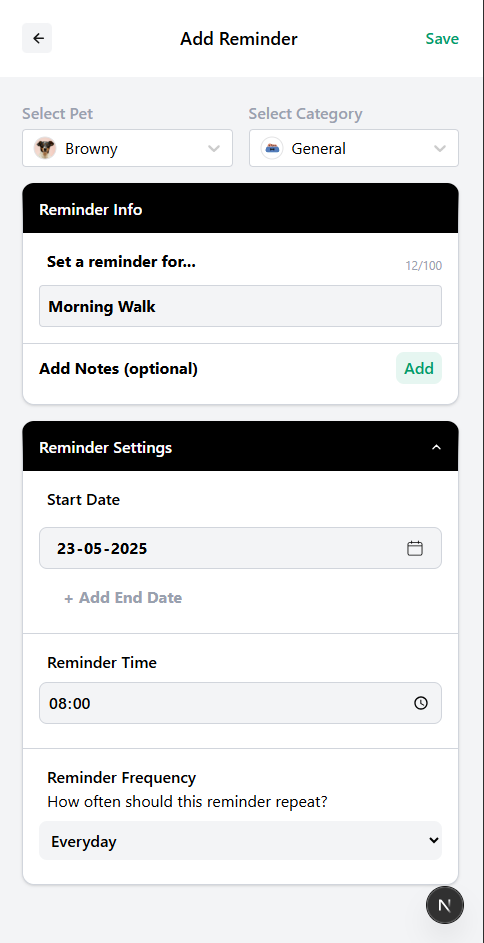 Add Reminder Save
Select Pet Select Category
Browny General
Reminder Info
Set a reminder for... 12/100
Morning Walk
Add Notes (optional) Add
Reminder Settings
Start Date
23-05-2025
+ Add End Date
Reminder Time
08:00
Reminder Frequency
How often should this reminder repeat?
Everyday
N